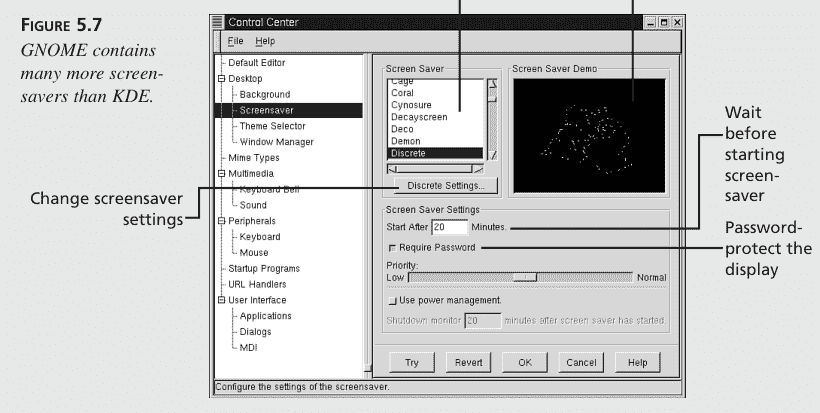 FIGURE 5.7
GNOME contains
many more screen-
savers than KDE.
Control Center
File Help
Default Editor
Desktop
Background
Screensaver
Theme Selector
Window Manager
Mime Types
Multimedia
Keyboard Bell
Sound
Peripherals
Keyboard
Mouse
Startup Programs
URL Handlers
User Interface
Applications
Dialogs
MDI
Screen Saver
Cage
Coral
Cynosure
Decayscreen
Deco
Demon
Discrete
Discrete Settings...
Screen Saver Demo
Screen Saver Settings
Start After 20 Minutes.
Require Password
Priority:
Low Normal
Use power management.
Shutdown monitor 20 minutes after screen saver has started.
Try Revert OK Cancel Help
Configure the settings of the screensaver.
Change screensaver
settings
Wait
before
starting
screen-
saver
Password-
protect the
display